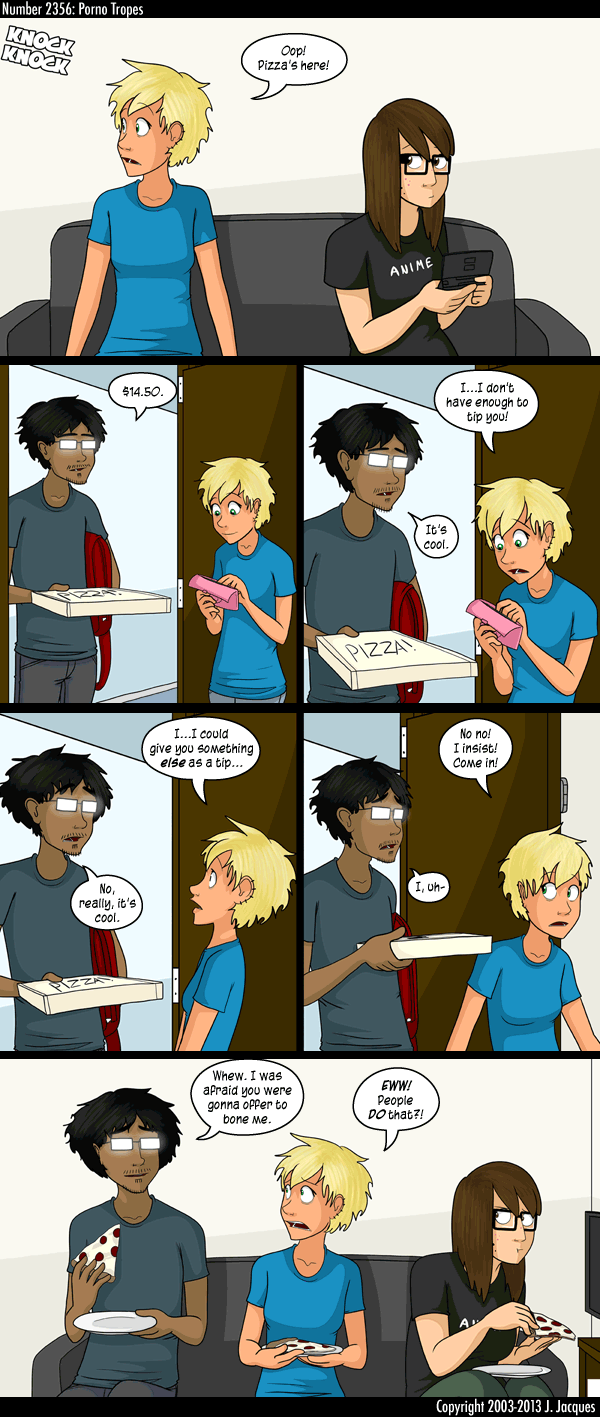 Number 2356: Porno Tropes
KNOCK
KNOCK
Oop!
Pizza's here!
ANIME
$14.50.
PIZZA!
I...I don't
have enough to
tip you!
It's
cool.
PIZZA!
I...I could
give you something
else as a tip...
No,
really, it's
cool.
PIZZA!
No no!
I insist!
Come in!
I, uh-
Whew. I was
afraid you were
gonna offer to
bone me.
EWW!
People
DO that?!
Copyright 2003-2013 J. Jacques